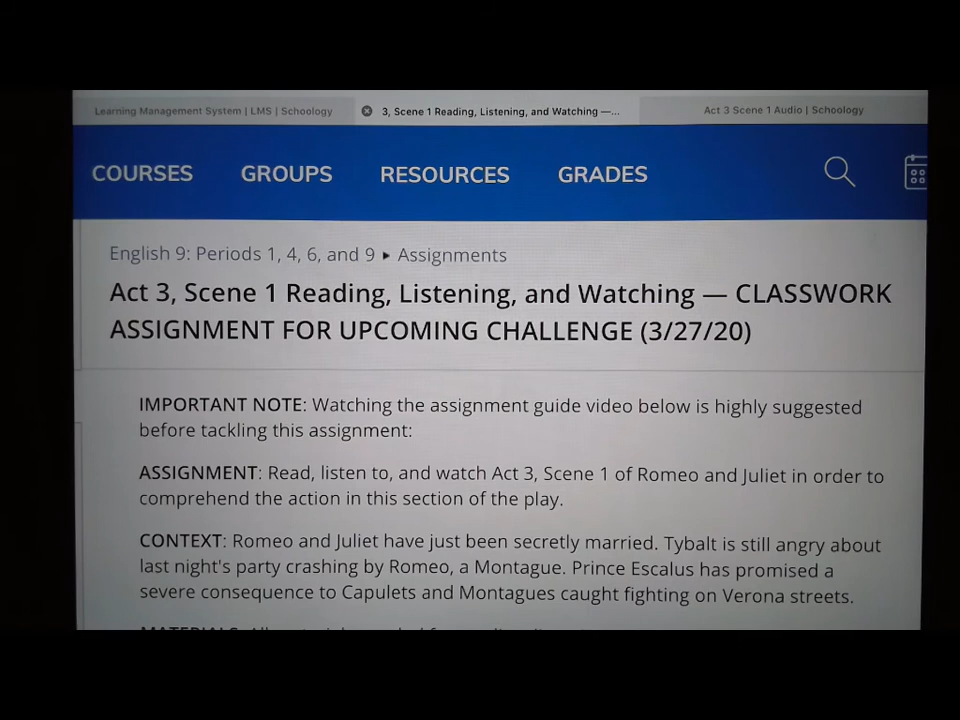 Learning Management System | LMS | Schoology
3, Scene 1 Reading, Listening, and Watching —...
Act 3 Scene 1 Audio | Schoology
COURSES GROUPS RESOURCES GRADES
English 9: Periods 1, 4, 6, and 9 ▸ Assignments
Act 3, Scene 1 Reading, Listening, and Watching — CLASSWORK
ASSIGNMENT FOR UPCOMING CHALLENGE (3/27/20)
IMPORTANT NOTE: Watching the assignment guide video below is highly suggested
before tackling this assignment:
ASSIGNMENT: Read, listen to, and watch Act 3, Scene 1 of Romeo and Juliet in order to
comprehend the action in this section of the play.
CONTEXT: Romeo and Juliet have just been secretly married. Tybalt is still angry about
last night's party crashing by Romeo, a Montague. Prince Escalus has promised a
severe consequence to Capulets and Montagues caught fighting on Verona streets.